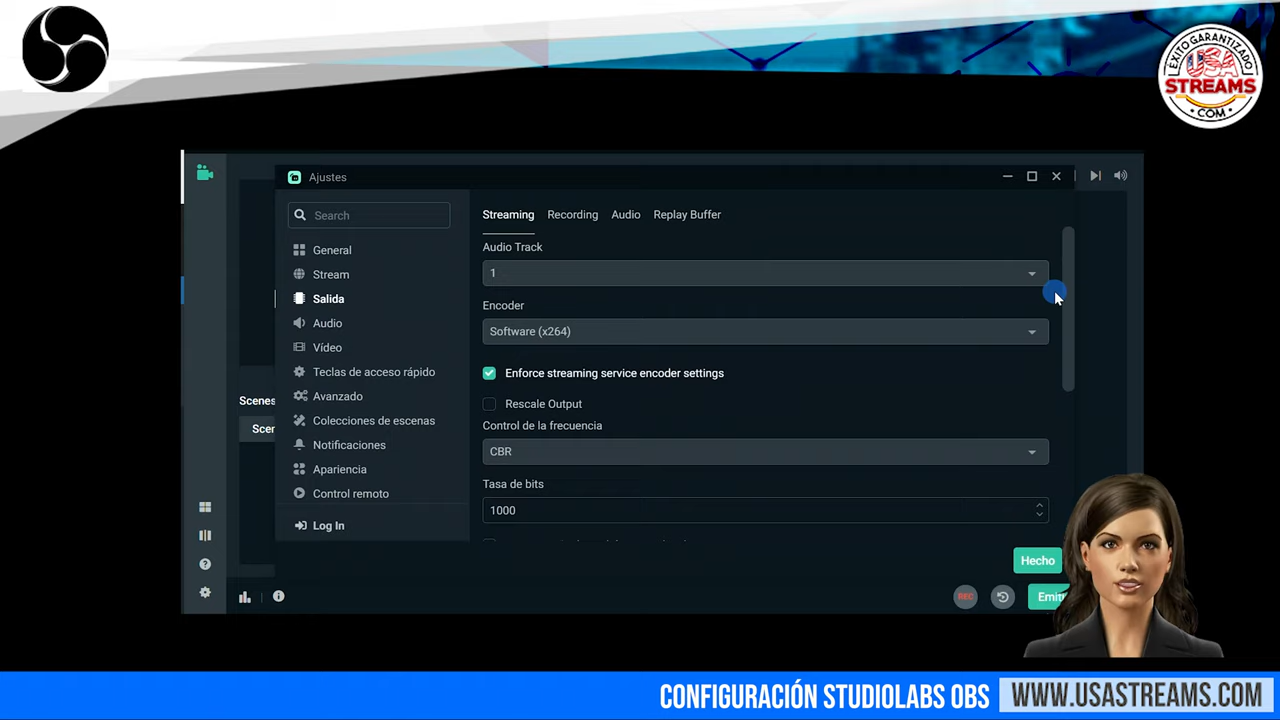 ÉXITO GARANTIZADO
USA
STREAMS
.COM
Ajustes
Search
General
Stream
Salida
Audio
Vídeo
Teclas de acceso rápido
Avanzado
Colecciones de escenas
Notificaciones
Apariencia
Control remoto
Log In
Streaming Recording Audio Replay Buffer
Audio Track
1
Encoder
Software (x264)
Enforce streaming service encoder settings
Rescale Output
Control de la frecuencia
CBR
Tasa de bits
1000
Scenes
Scen
Hecho
REC
Emiti
CONFIGURACIÓN STUDIOLABS OBS
WWW.USASTREAMS.COM